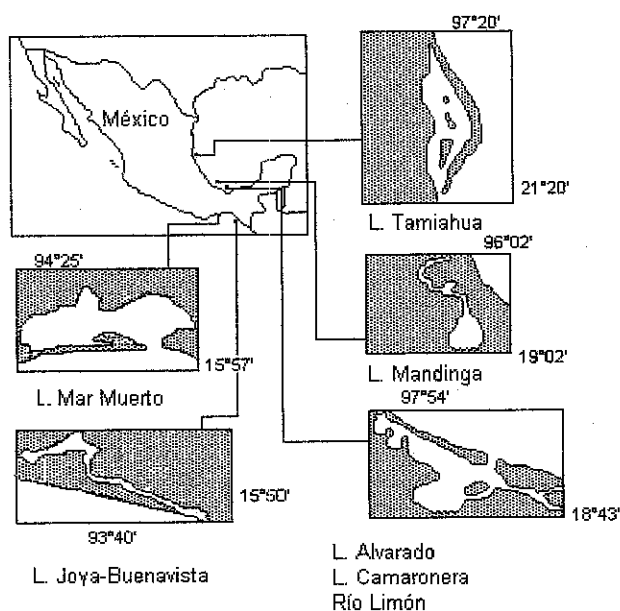 97°20'
México
21°20'
L. Tamiahua
94°25'
96°02'
15°57'
19°02'
L. Mar Muerto
L. Mandinga
97°54'
15°50'
18°43'
93°40'
L. Joya-Buenavista
L. Alvarado
L. Camaronera
Río Limón